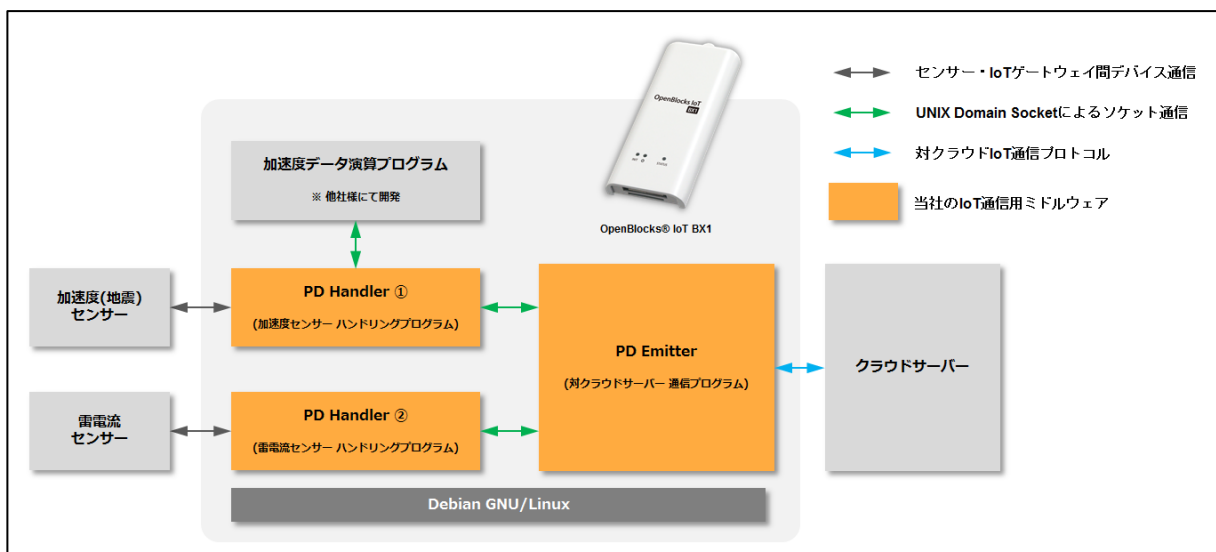 センサー・IoTゲートウェイ間デバイス通信
UNIX Domain Socketによるソケット通信
対クラウドIoT通信プロトコル
当社のIoT通信用ミドルウェア
OpenBlocks IoT
BX1
OpenBlocks® IoT BX1
加速度データ演算プログラム
※ 他社様にて開発
加速度(地震)
センサー
PD Handler ①
(加速度センサー ハンドリングプログラム)
雷電流
センサー
PD Handler ②
(雷電流センサー ハンドリングプログラム)
PD Emitter
(対クラウドサーバー 通信プログラム)
クラウドサーバー
Debian GNU/Linux